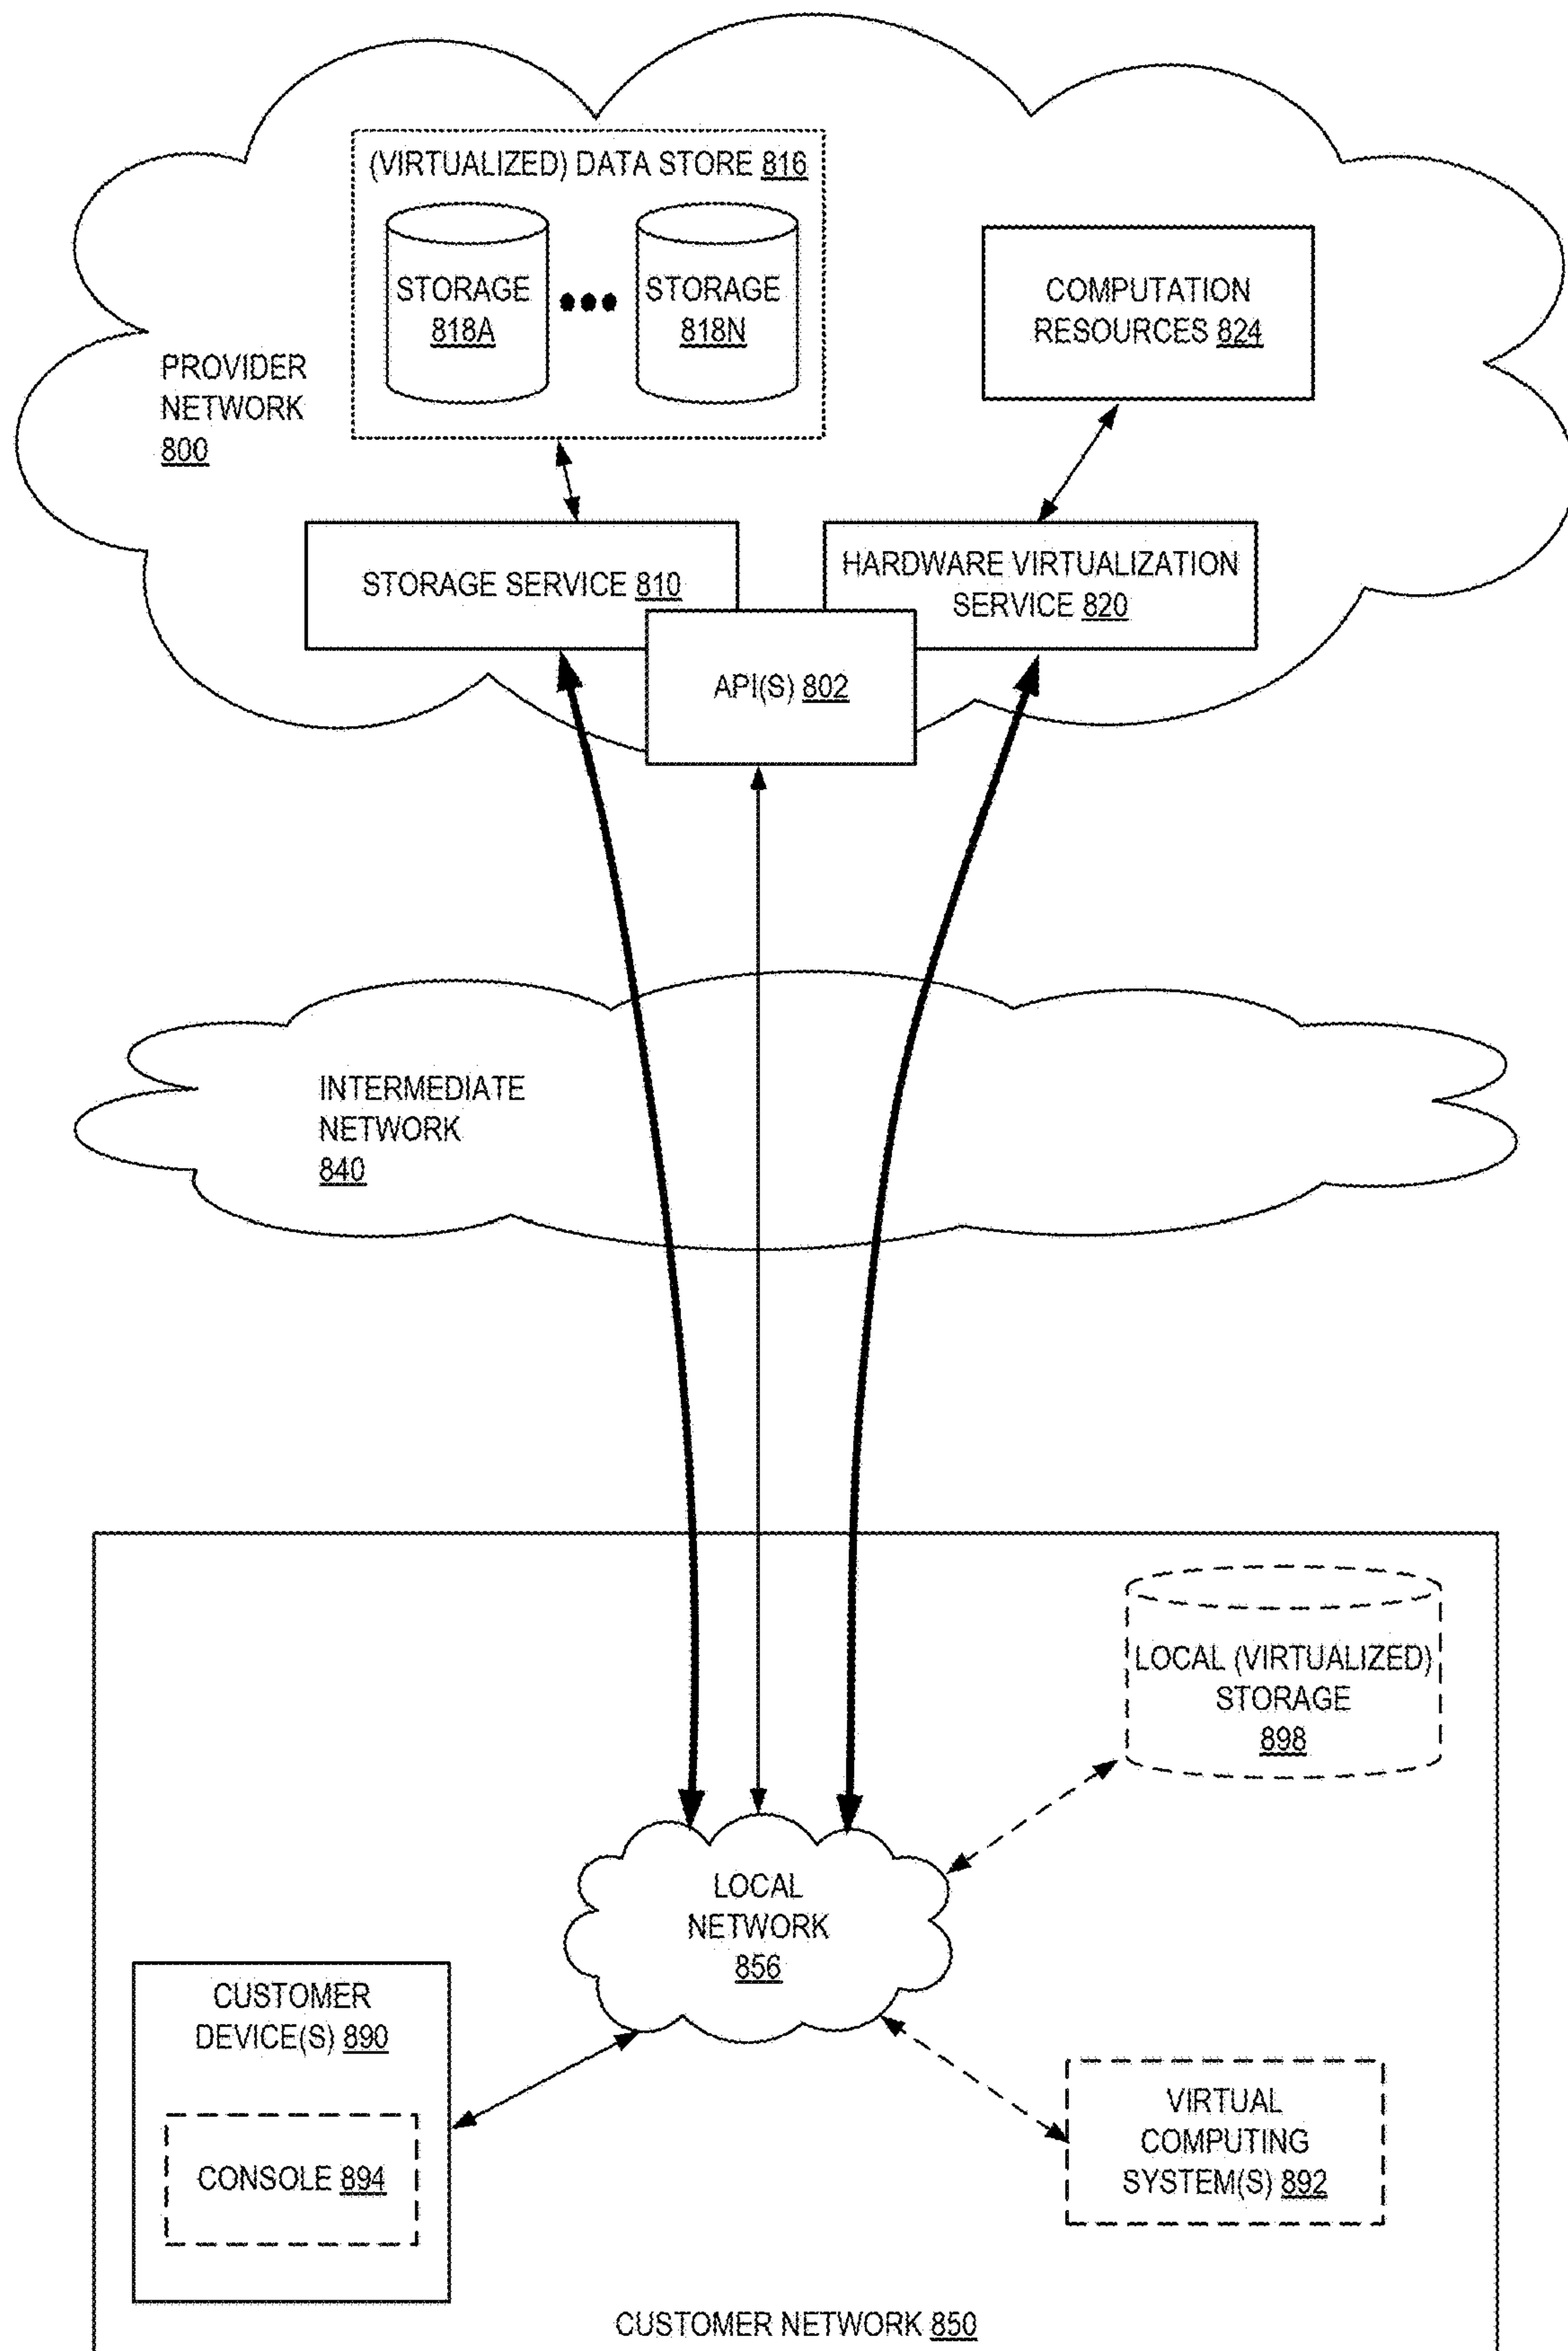 (VIRTUALIZED) DATA STORE 816
STORAGE
818A
STORAGE
818N
COMPUTATION
RESOURCES 824
PROVIDER
NETWORK
800
STORAGE SERVICE 810
HARDWARE VIRTUALIZATION
SERVICE 820
API(S) 802
INTERMEDIATE
NETWORK
840
LOCAL (VIRTUALIZED)
STORAGE
898
LOCAL
NETWORK
856
CUSTOMER
DEVICE(S) 890
CONSOLE 894
VIRTUAL
COMPUTING
SYSTEM(S) 892
CUSTOMER NETWORK 850